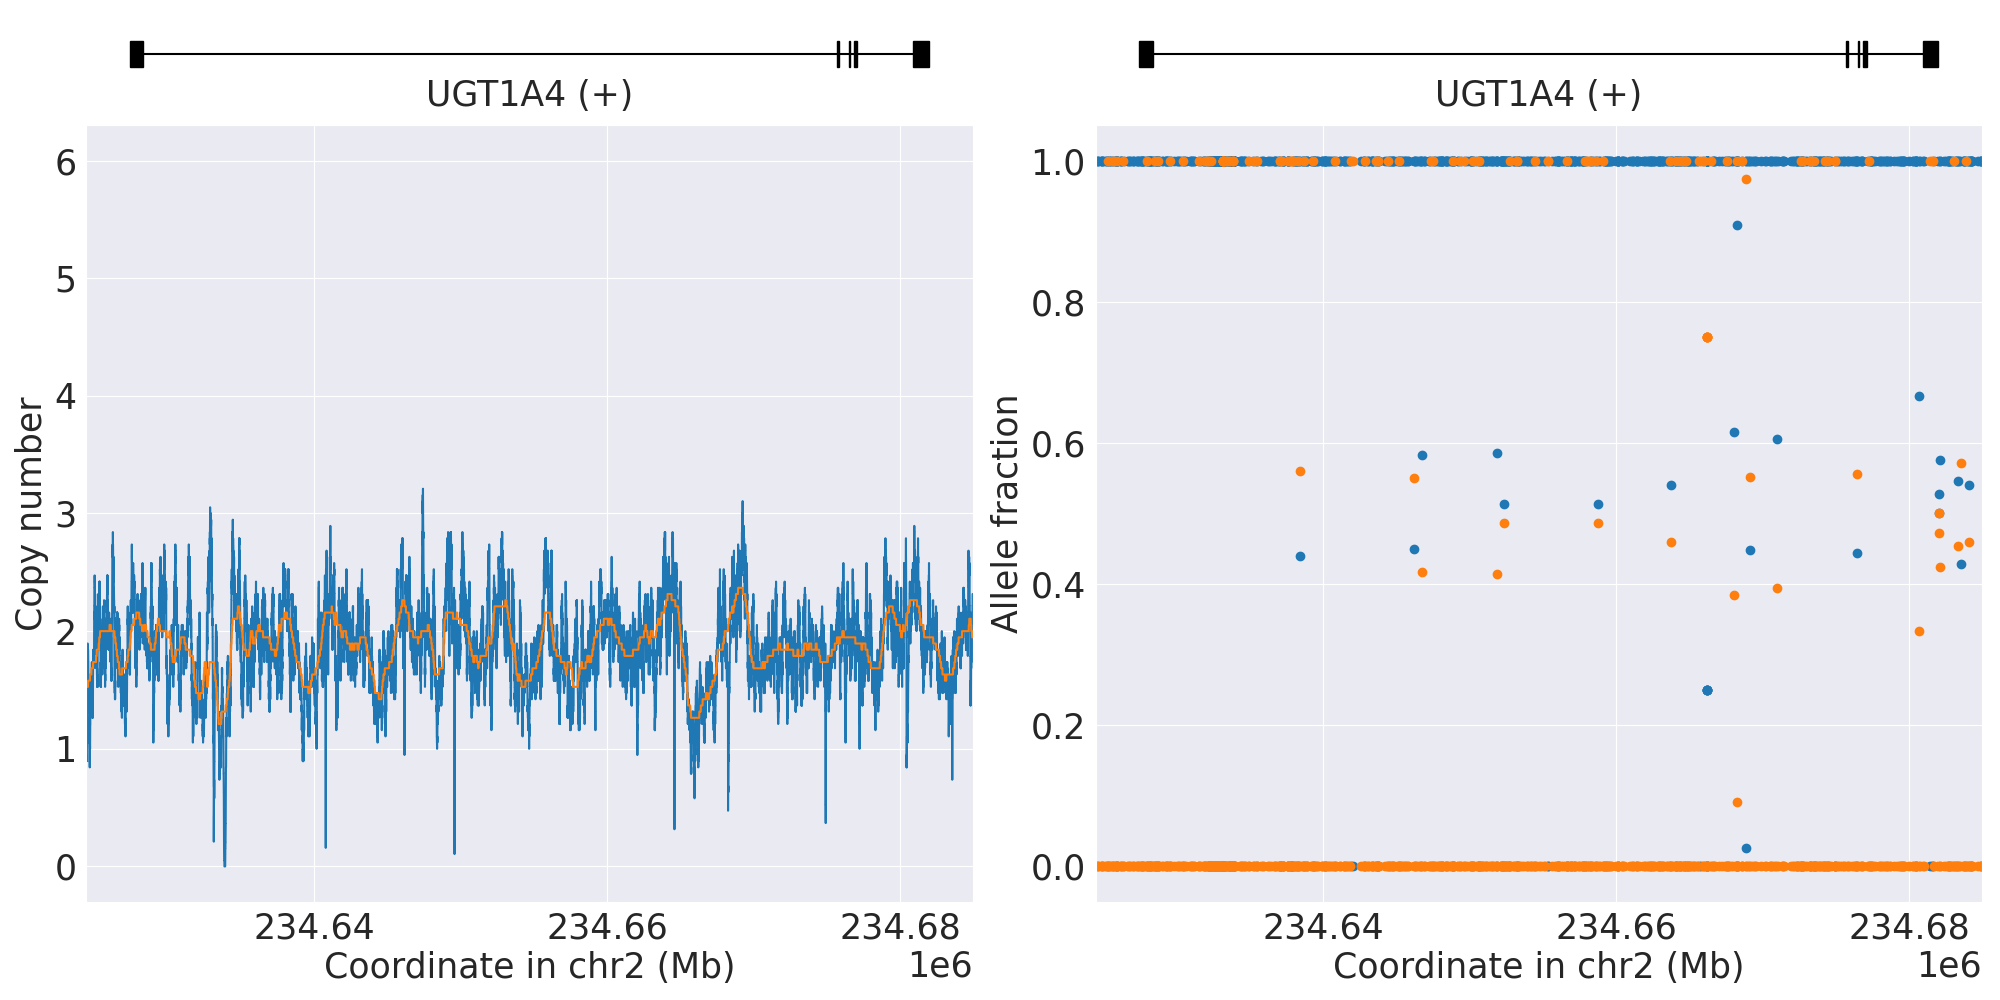 UGT1A4 (+)
Copy number
6
5
4
3
2
1
0
234.64
234.66
234.68
Coordinate in chr2 (Mb)
1e6
UGT1A4 (+)
Allele fraction
1.0
0.8
0.6
0.4
0.2
0.0
234.64
234.66
234.68
Coordinate in chr2 (Mb)
1e6